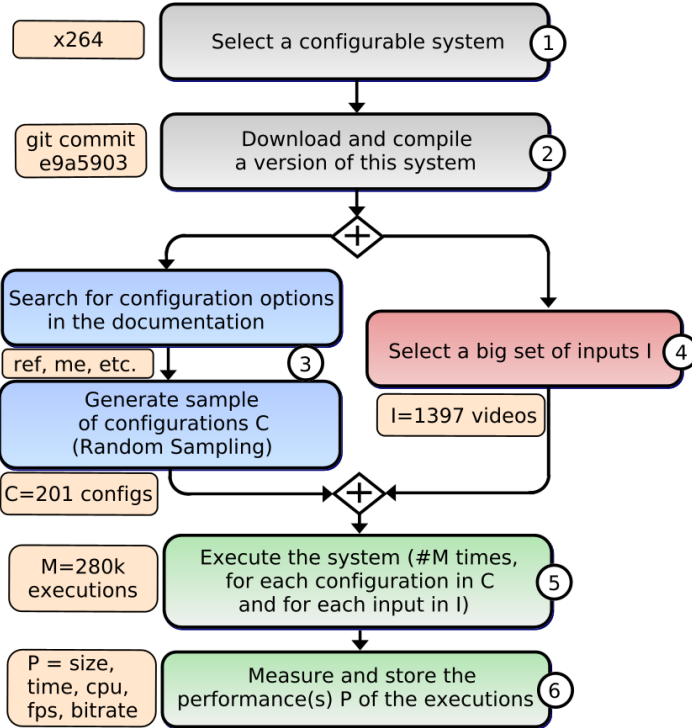 x264
Select a configurable system
1
git commit
e9a5903
Download and compile
a version of this system
2
Search for configuration options
in the documentation
ref, me, etc.
3
Generate sample
of configurations C
(Random Sampling)
C=201 configs
Select a big set of inputs I
4
I=1397 videos
M=280k
executions
Execute the system (#M times,
for each configuration in C
and for each input in I)
5
P = size,
time, cpu,
fps, bitrate
Measure and store the
performance(s) P of the executions
6